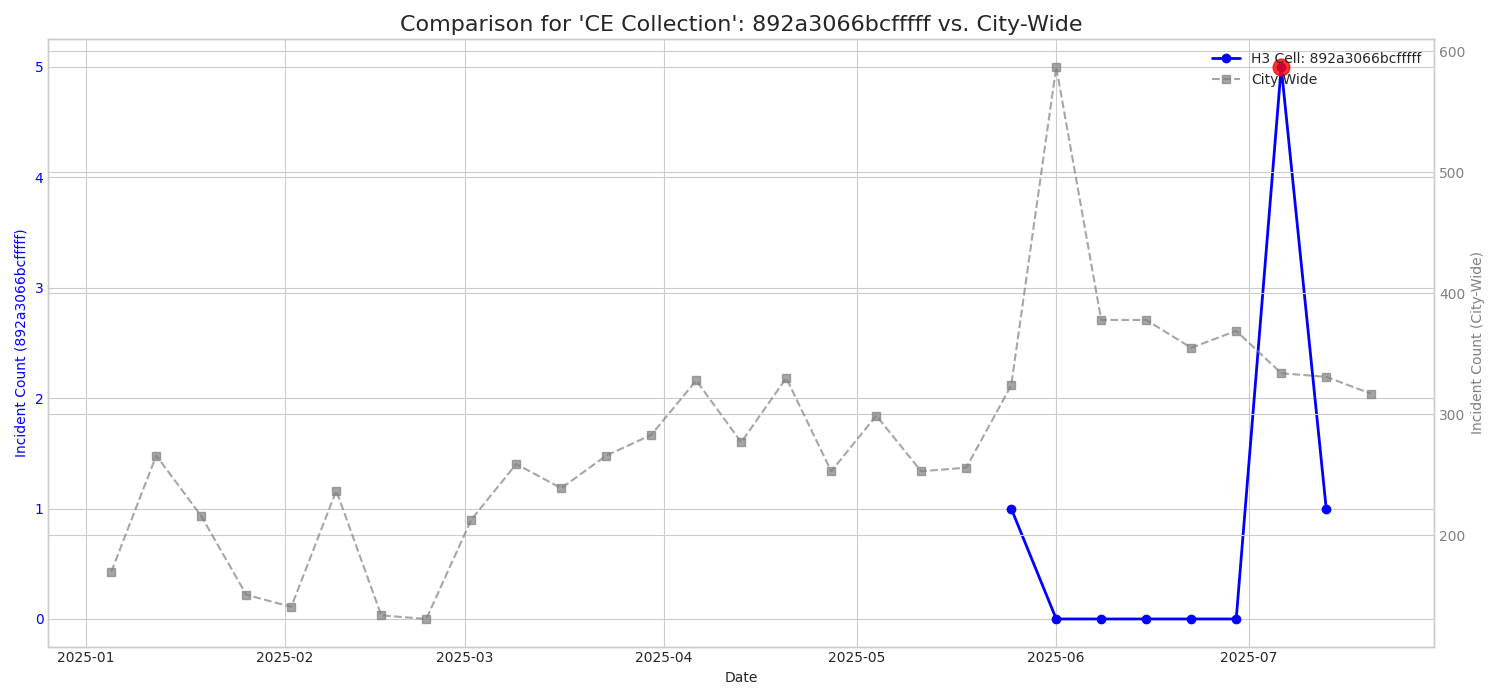 Comparison for 'CE Collection': 892a3066bcfffff vs. City-Wide
H3 Cell: 892a3066bcfffff
City-Wide
5
4
3
2
1
0
Incident Count (892a3066bcfffff)
600
500
400
300
200
Incident Count (City-Wide)
2025-01 2025-02 2025-03 2025-04 2025-05 2025-06 2025-07
Date